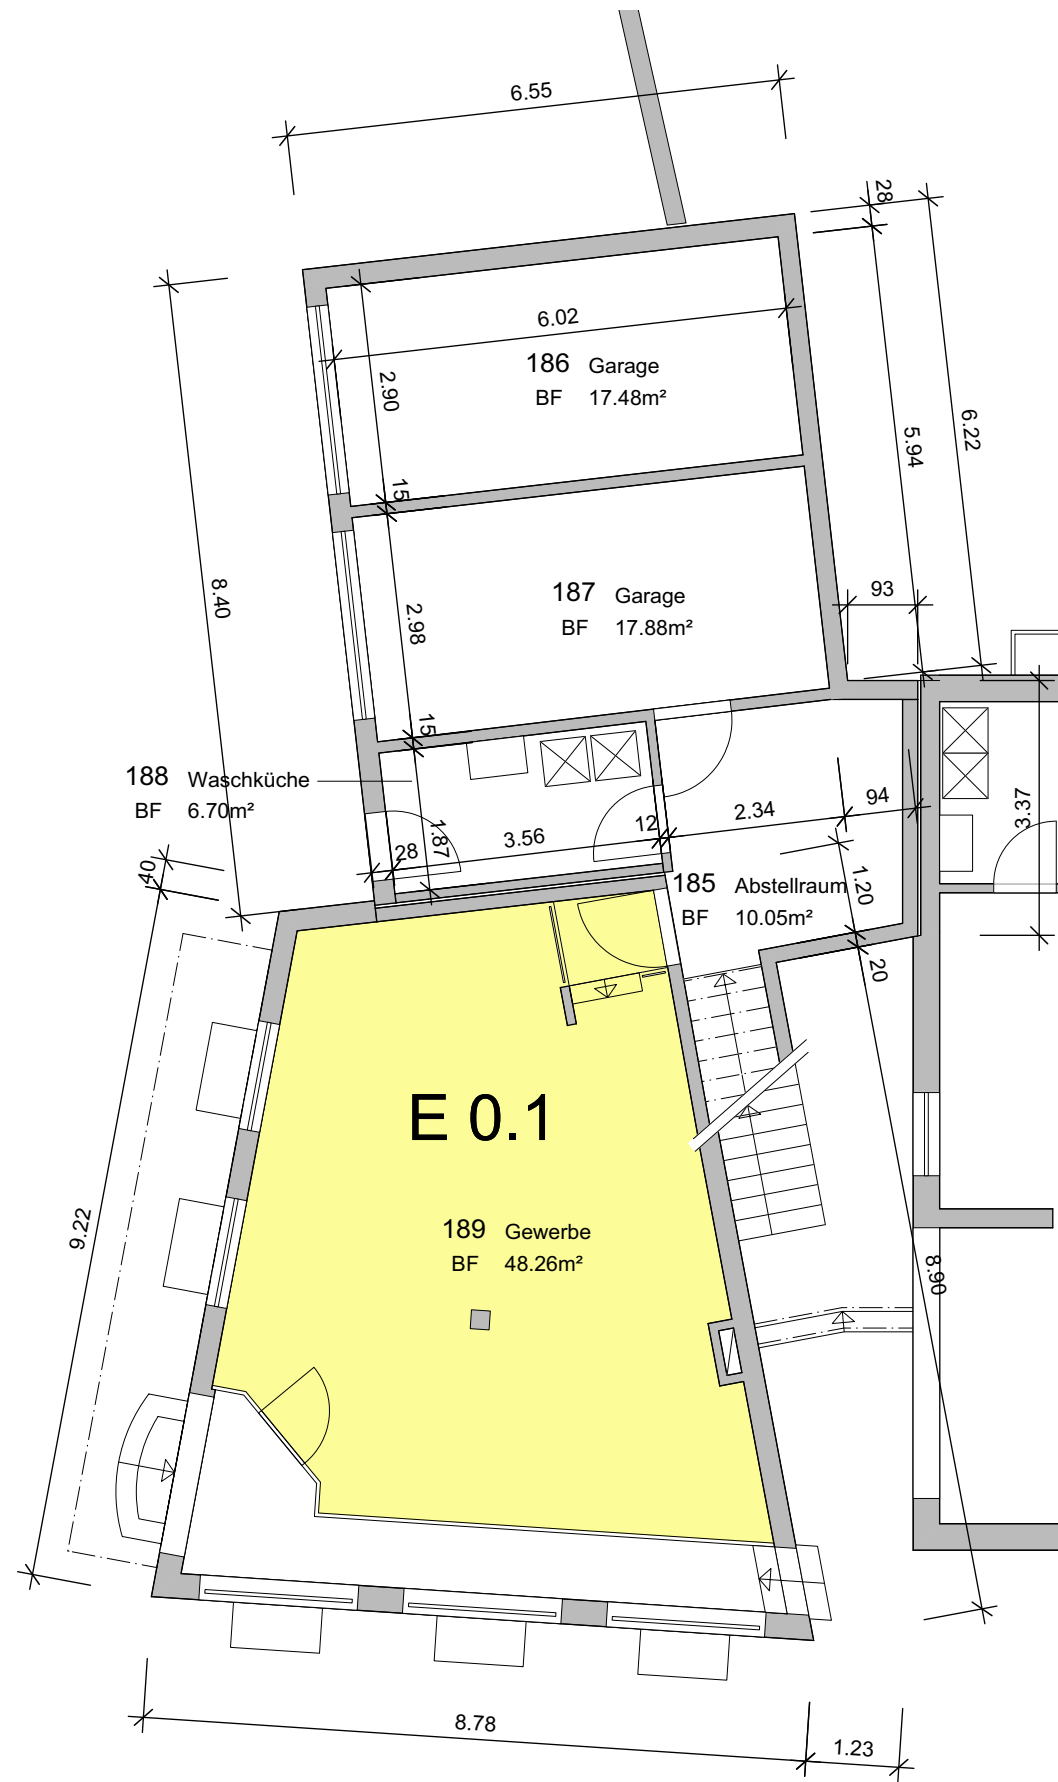 6.55
28
6.02
186 Garage
BF 17.48m²
2.90
6.22
5.94
15
8.40
93
187 Garage
BF 17.88m²
2.98
15
188 Waschküche
BF 6.70m²
1.87
28
3.56
12
2.34
94
3.37
40
185 Abstellraum
BF 10.05m²
1.20
20
E 0.1
9.22
189 Gewerbe
BF 48.26m²
8.90
8.78
1.23